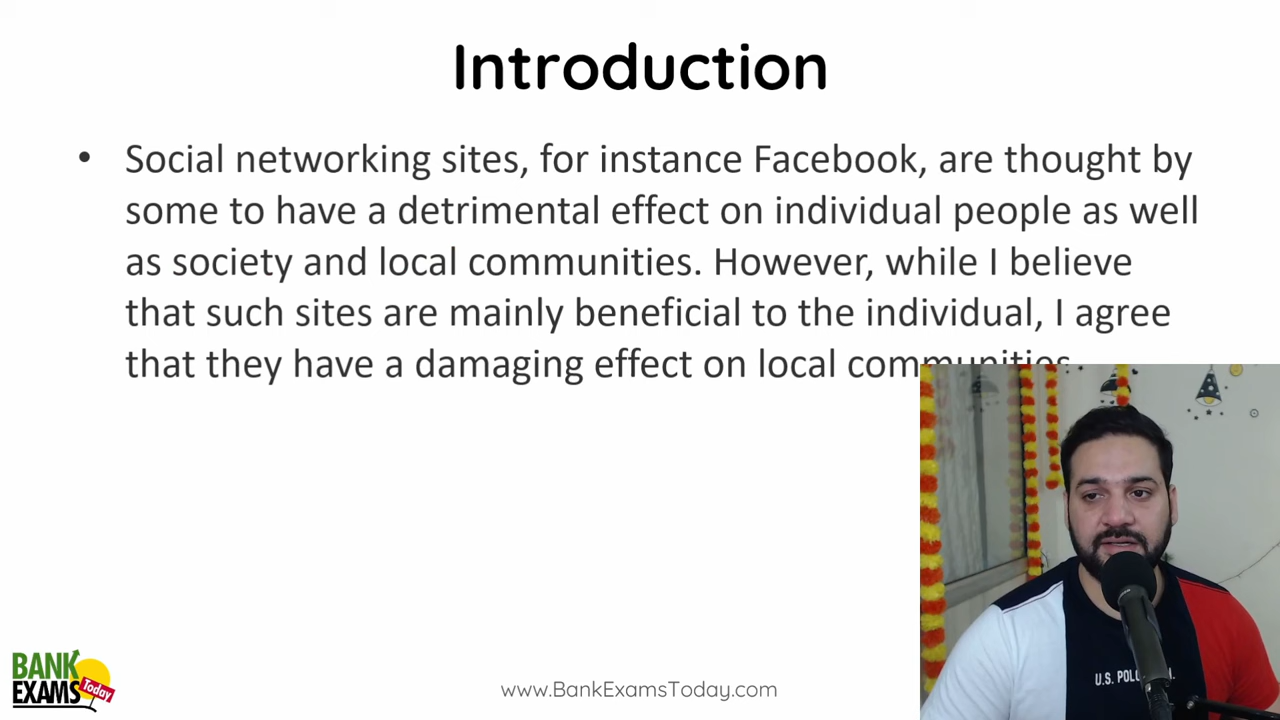 Introduction
• Social networking sites, for instance Facebook, are thought by
some to have a detrimental effect on individual people as well
as society and local communities. However, while I believe
that such sites are mainly beneficial to the individual, I agree
that they have a damaging effect on local communities.
U.S. POL
BANK
EXAMS
Today
www.BankExamsToday.com